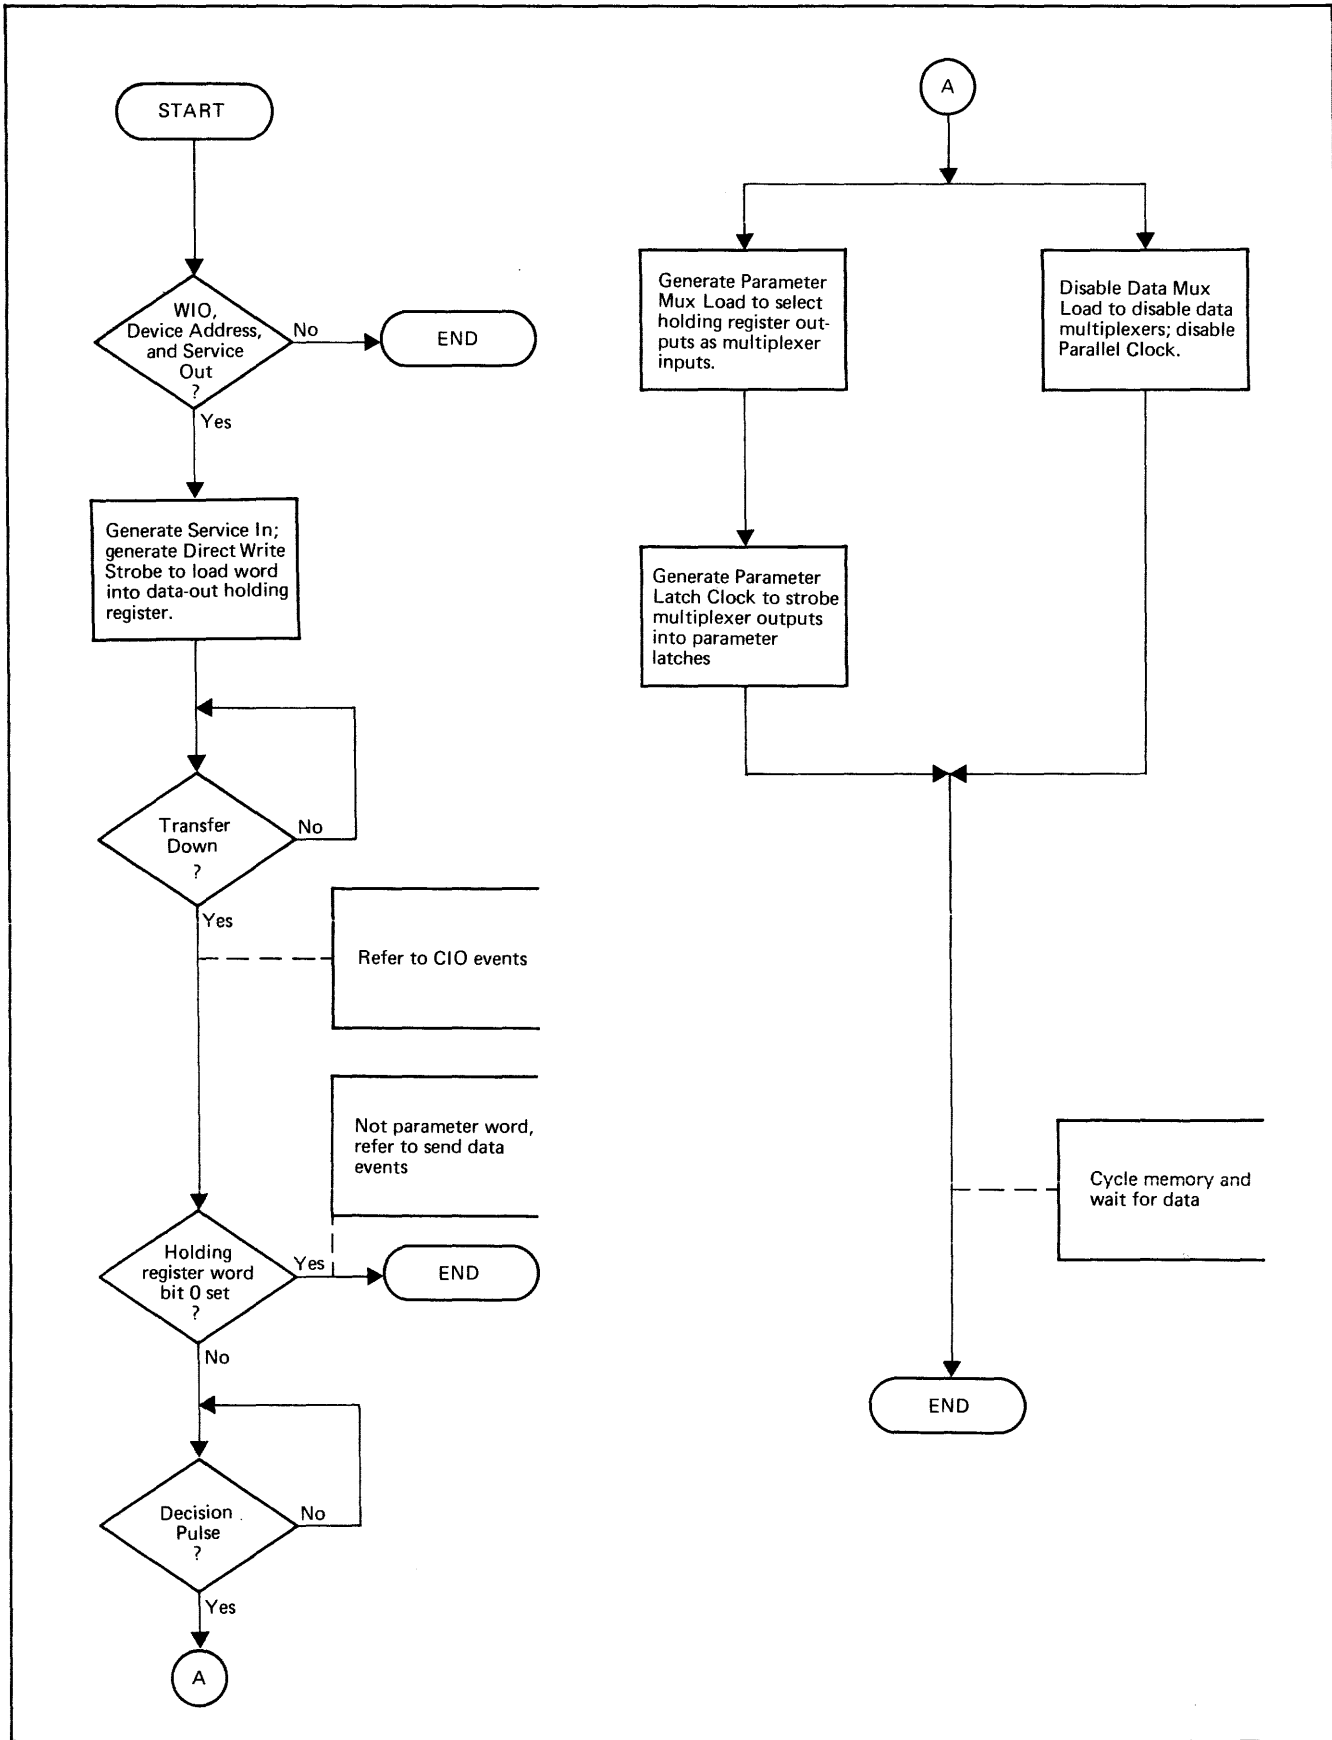 START
WIO,
Device Address,
and Service
Out
?
No
END
Yes
Generate Service In;
generate Direct Write
Strobe to load word
into data-out holding
register.
Transfer
Down
?
No
Yes
Refer to CIO events
Not parameter word,
refer to send data
events
Holding
register word
bit 0 set
?
Yes
END
No
Decision
Pulse
?
No
Yes
A
A
Generate Parameter
Mux Load to select
holding register out-
puts as multiplexer
inputs.
Disable Data Mux
Load to disable data
multiplexers; disable
Parallel Clock.
Generate Parameter
Latch Clock to strobe
multiplexer outputs
into parameter
latches
Cycle memory and
wait for data
END